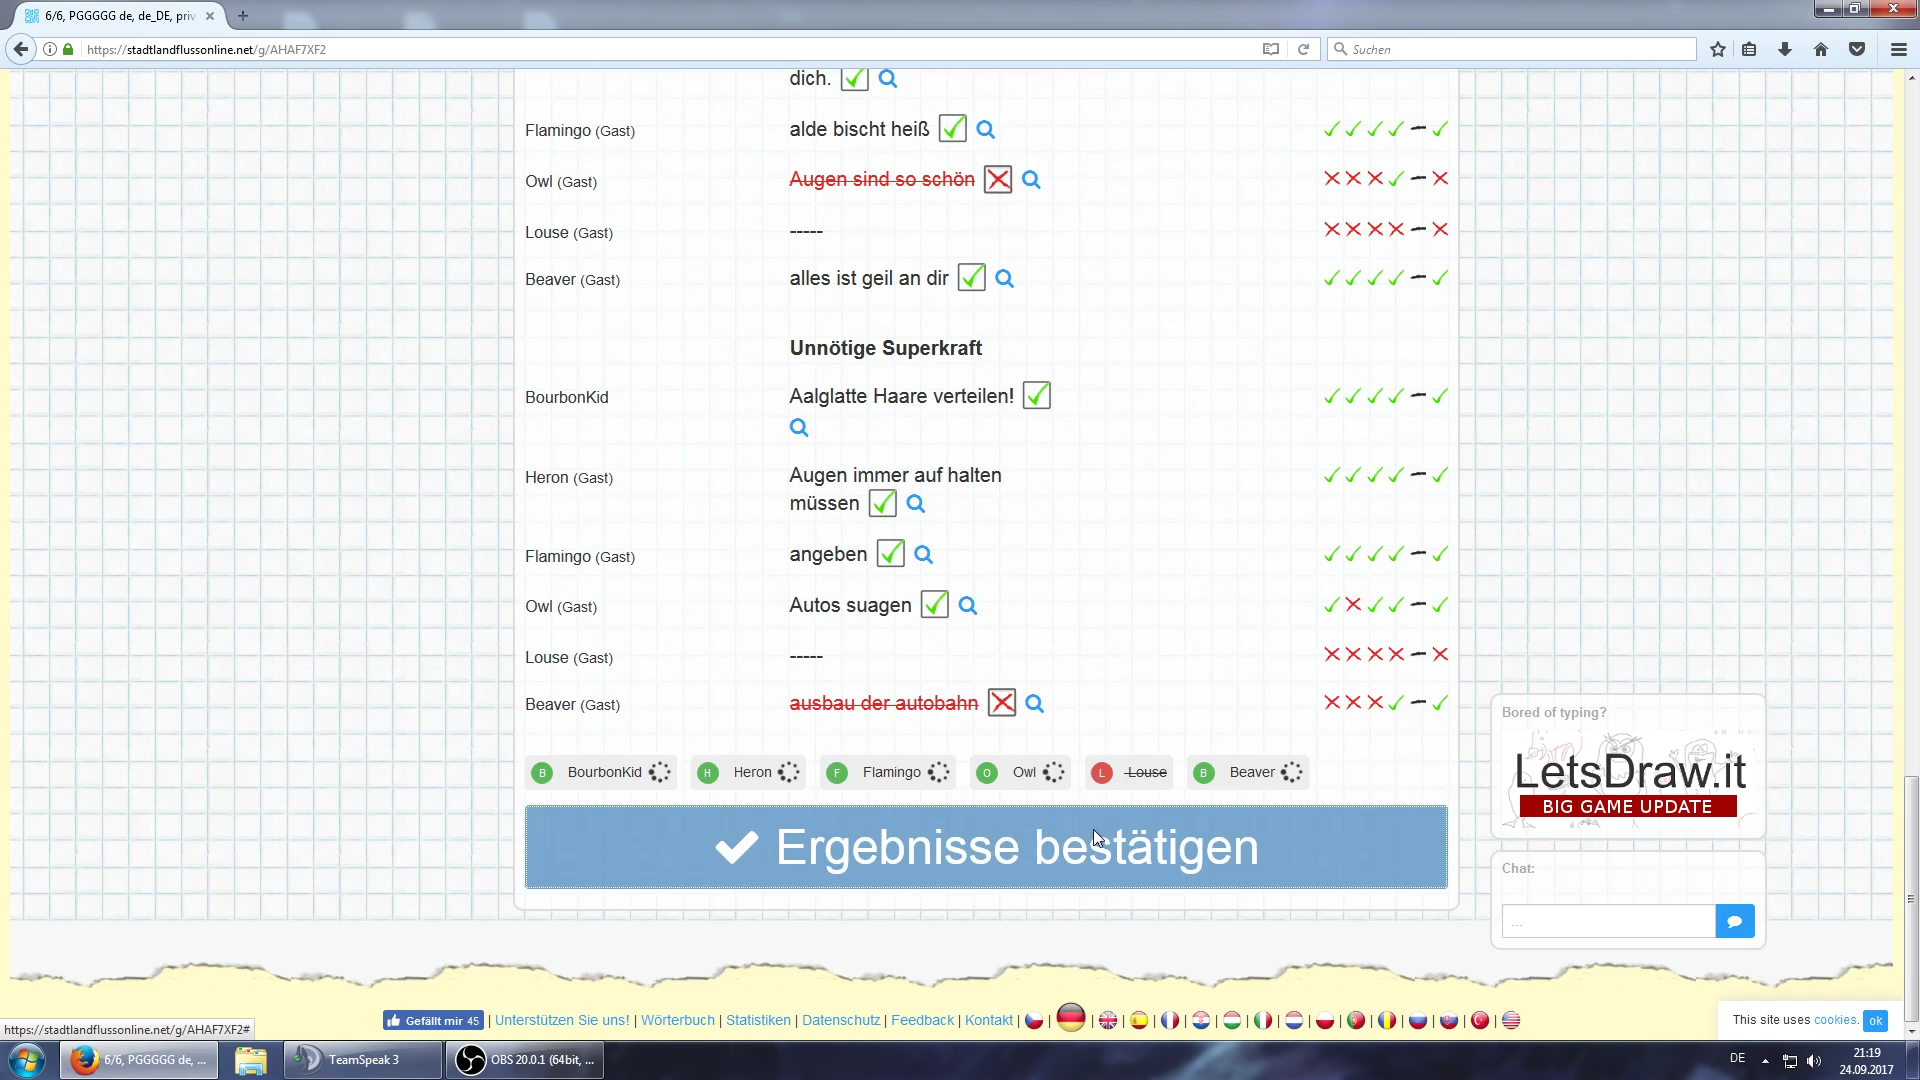 6/6, PGGGGG de, de_DE, priv
https://stadtlandflussonline.net/g/AHAF7XF2
Suchen
dich.
Flamingo (Gast)
alde bischt heiß
Owl (Gast)
Augen sind so schön
Louse (Gast)
-----
Beaver (Gast)
alles ist geil an dir
Unnötige Superkraft
BourbonKid
Aalglatte Haare verteilen!
Heron (Gast)
Augen immer auf halten
müssen
Flamingo (Gast)
angeben
Owl (Gast)
Autos suagen
Louse (Gast)
-----
Beaver (Gast)
ausbau der autobahn
B BourbonKid H Heron F Flamingo O Owl L Louse B Beaver
Ergebnisse bestätigen
Bored of typing?
LetsDraw.it
BIG GAME UPDATE
Chat:
...
Gefällt mir 45 | Unterstützen Sie uns! | Wörterbuch | Statistiken | Datenschutz | Feedback | Kontakt |
This site uses cookies. ok
https://stadtlandflussonline.net/g/AHAF7XF2#
6/6, PGGGGG de, ...
TeamSpeak 3
OBS 20.0.1 (64bit, ...
DE
21:19
24.09.2017